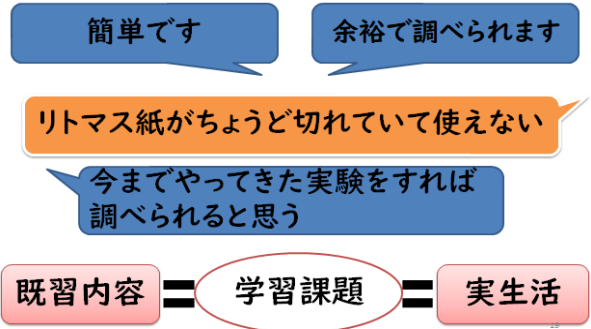 簡単です
余裕で調べられます
リトマス紙がちょうど切れていて使えない
今までやってきた実験をすれば
調べられると思う
既習内容
学習課題
実生活